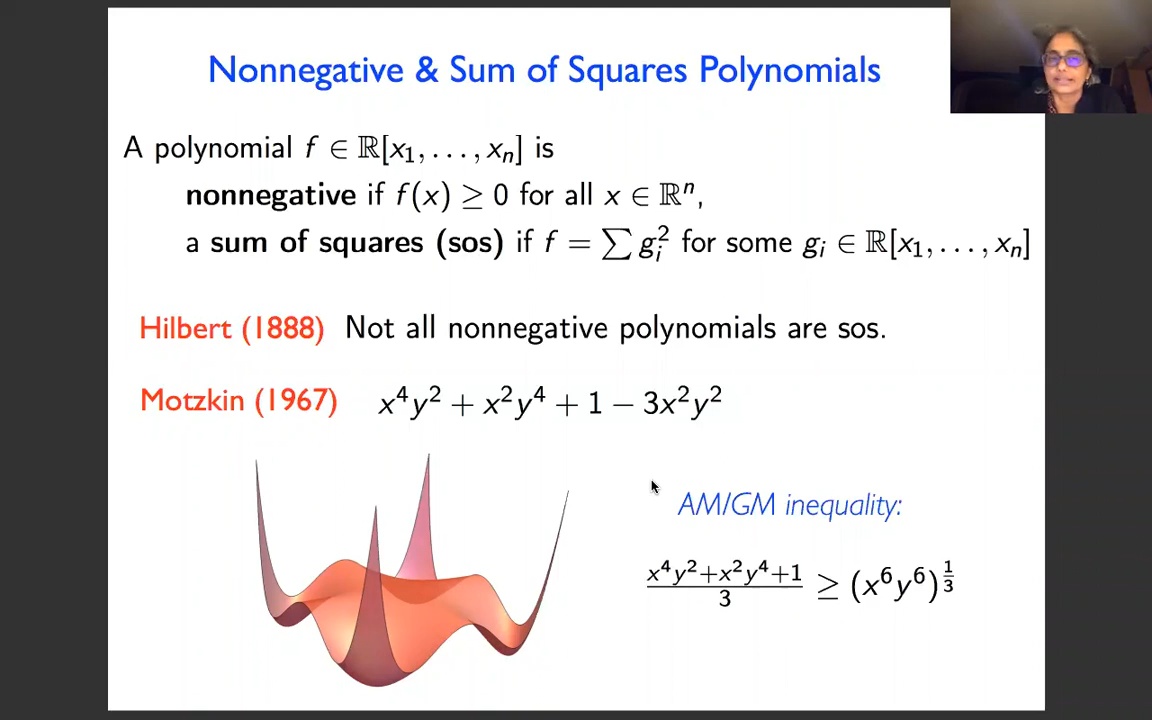 Nonnegative & Sum of Squares Polynomials
A polynomial f ∈ ℝ[x₁, . . . , xₙ] is
nonnegative if f(x) ≥ 0 for all x ∈ ℝⁿ,
a sum of squares (sos) if f = ∑ gᵢ² for some gᵢ ∈ ℝ[x₁, . . . , xₙ]
Hilbert (1888) Not all nonnegative polynomials are sos.
Motzkin (1967) x⁴y² + x²y⁴ + 1 − 3x²y²
AM/GM inequality:
(x⁴y²+x²y⁴+1)/3 ≥ (x⁶y⁶)^(1/3)